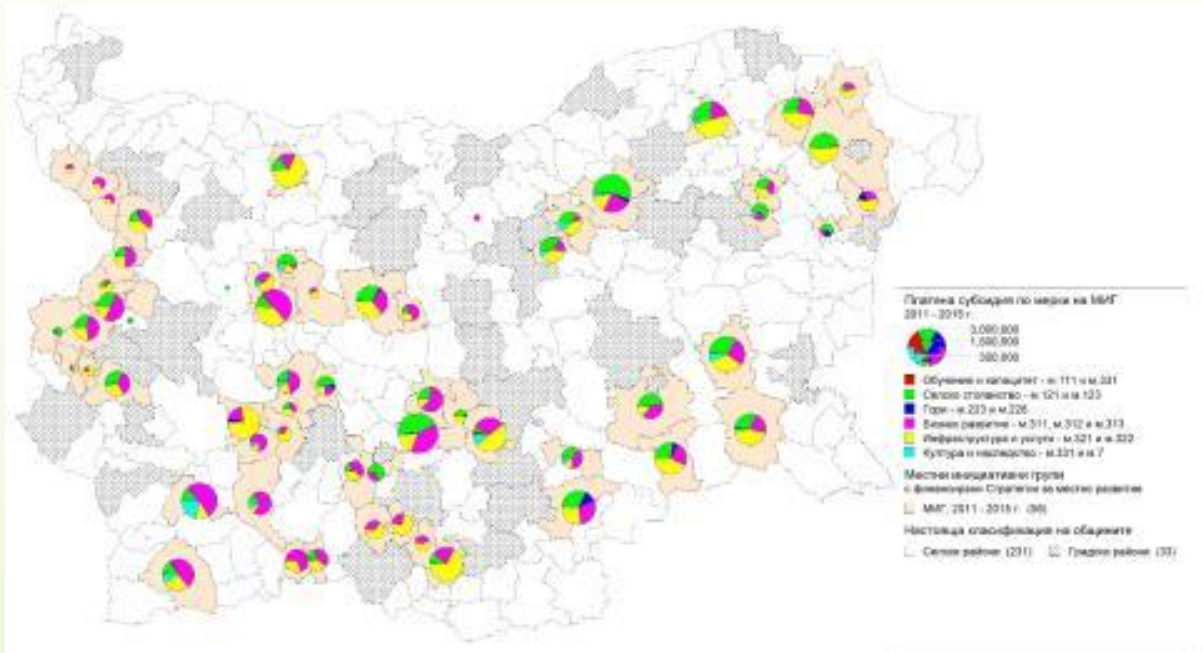 Платена субсидия по мерки на МИГ
2011 - 2015 г.
3,000,000
1,500,000
300,000
Обучение и капацитет - м.111 и м.331
Селско стопанство - м.121 и м.123
Гори - м.223 и м.226
Бизнес развитие - м.311, м.312 и м.313
Инфраструктура и услуги - м.321 и м.322
Култура и наследство - м.331 и м.7
Местни инициативни групи
с финансирани Стратегии за местно развитие
МИГ, 2011 - 2015 г.
Настояща класификация на общините
Селски райони (231) Градски райони (33)